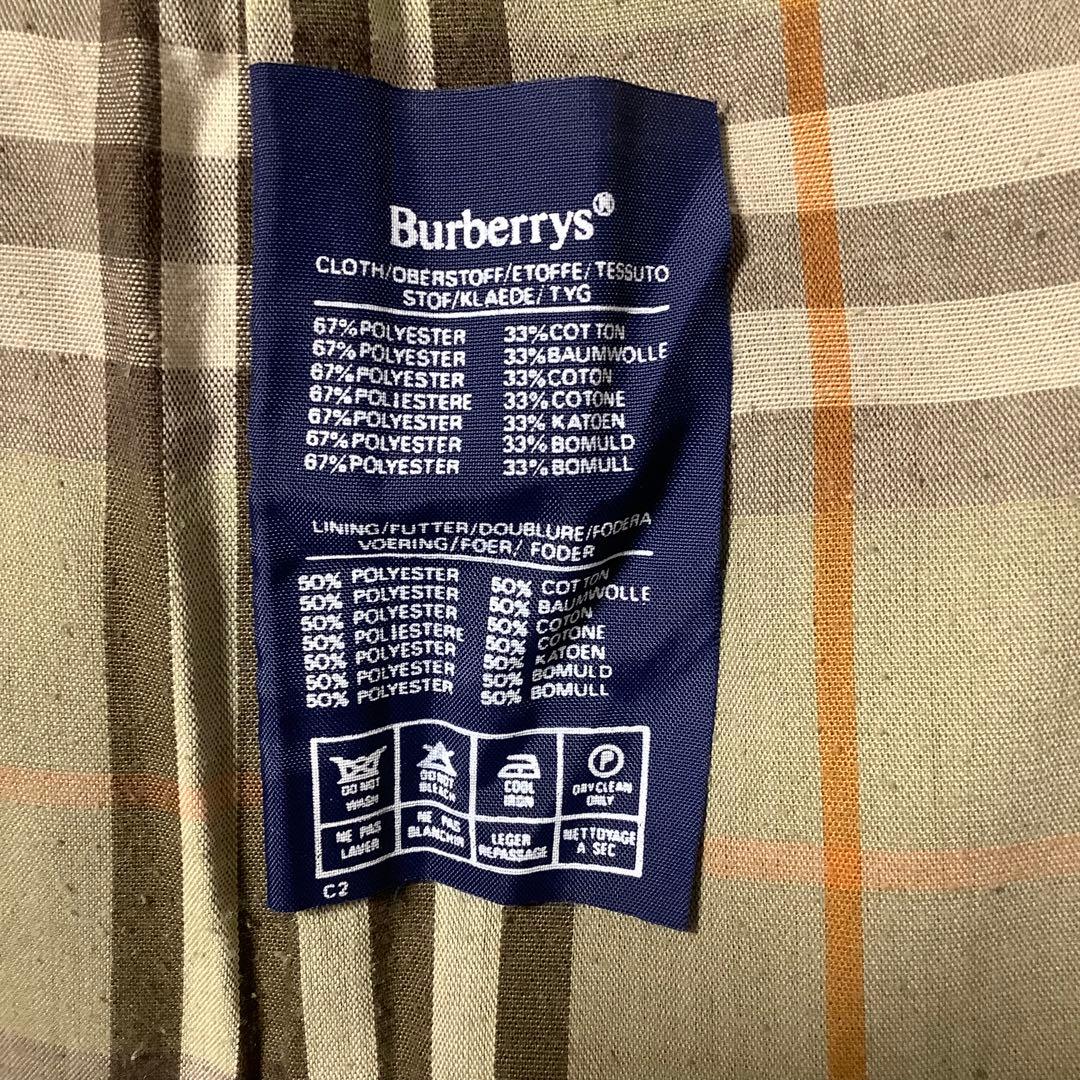 Burberrys®
CLOTH/OBERSTOFF/ETOFFE/TESSUTO
STOF/KLAEDE/TYG
67% POLYESTER 33% COTTON
67% POLYESTER 33% BAUMWOLLE
67% POLYESTER 33% COTON
67% POLIESTERE 33% COTONE
67% POLYESTER 33% KATOEN
67% POLYESTER 33% BOMULD
67% POLYESTER 33% BOMULL
LINING/FUTTER/DOUBLURE/FODERA
VOERING/FOER/FODER
50% POLYESTER 50% COTTON
50% POLYESTER 50% BAUMWOLLE
50% POLYESTER 50% COTON
50% POLIESTERE 50% COTONE
50% POLYESTER 50% KATOEN
50% POLYESTER 50% BOMULD
50% POLYESTER 50% BOMULL
P
DO NOT WASH
DO NOT BLEACH
COOL IRON
DRY CLEAN ONLY
NE PAS LAVER
NE PAS BLANCHIR
LEGER REPASSAGE
NETTOYAGE A SEC
C2